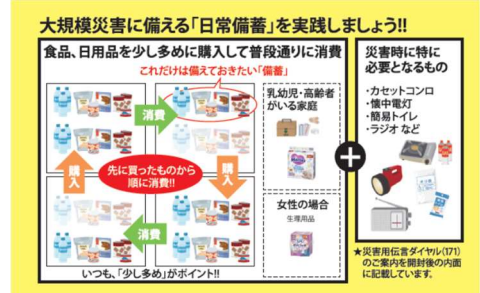 大規模災害に備える「日常備蓄」を実践しましょう!!
食品、日用品を少し多めに購入して普段通りに消費
これだけは備えておきたい「備蓄」
消費
購入
先に買ったものから
順に消費!!
購入
消費
いつも、「少し多め」がポイント!!
乳幼児・高齢者
がいる家庭
女性の場合
生理用品
+
災害時に特に
必要となるもの
・カセットコンロ
・懐中電灯
・簡易トイレ
・ラジオ など
★災害用伝言ダイヤル(171)
のご案内を開封後の内面
に記載しています。